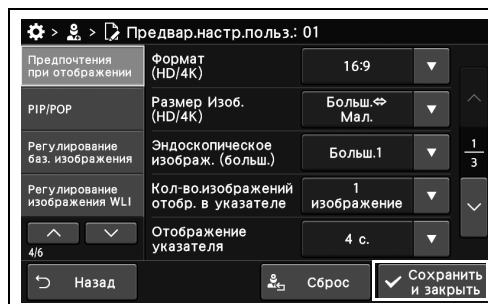 > > Предвар.настр.польз.: 01
Предпочтения
при отображении
PIP/POP
Регулирование
баз. изображения
Регулирование
изображения WLI
4/6
Формат
(HD/4K)
16:9
Размер Изоб.
(HD/4K)
Больш.⇔
Мал.
Эндоскопическое
изображ. (больш.)
Больш.1
Кол-во.изображений
отобр. в указателе
1
изображение
Отображение
указателя
4 с.
1
3
Назад
Сброс
Сохранить
и закрыть